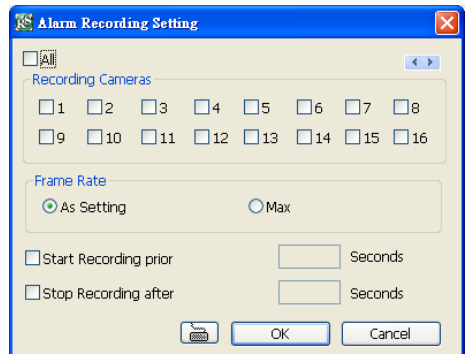 Alarm Recording Setting
All
Recording Cameras
1 2 3 4 5 6 7 8
9 10 11 12 13 14 15 16
Frame Rate
As Setting Max
Start Recording prior Seconds
Stop Recording after Seconds
OK Cancel